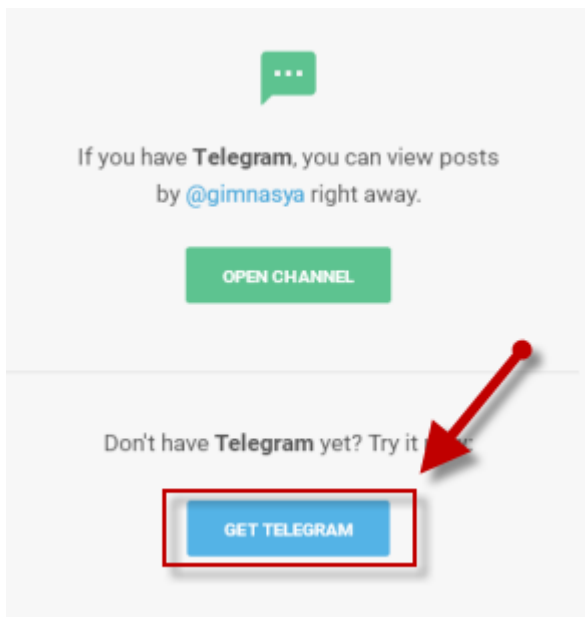 If you have Telegram, you can view posts
by @gimnasya right away.
OPEN CHANNEL
Don't have Telegram yet? Try it
GET TELEGRAM